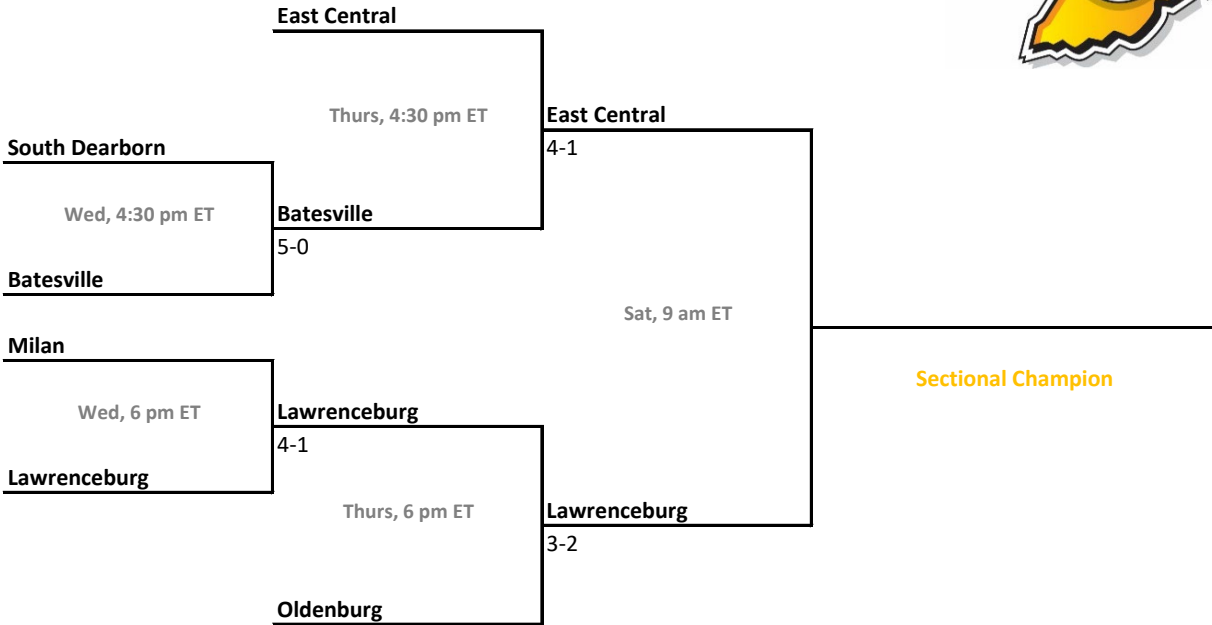 East Central
Thurs, 4:30 pm ET
East Central
South Dearborn
4-1
Wed, 4:30 pm ET
Batesville
5-0
Batesville
Sat, 9 am ET
Milan
Sectional Champion
Wed, 6 pm ET
Lawrenceburg
4-1
Lawrenceburg
Thurs, 6 pm ET
Lawrenceburg
3-2
Oldenburg